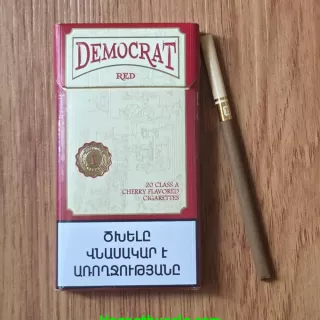 DEMOCRAT
RED
20 CLASS A
CHERRY FLAVORED
CIGARETTES
ԾԽԵԼԸ
ՎՆԱՍԱԿԱՐ Է
ԱՌՈՂՋՈՒԹՅԱՆԸ